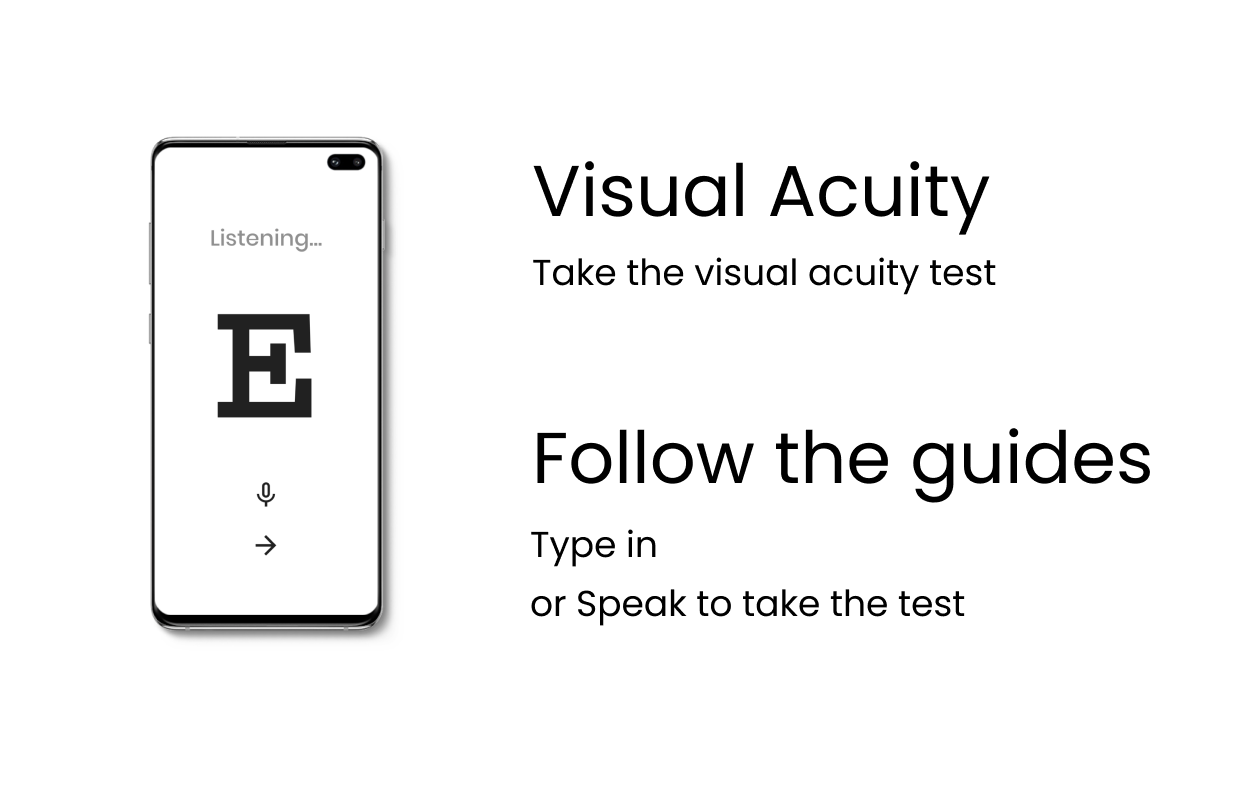 Listening...
E
Visual Acuity
Take the visual acuity test
Follow the guides
Type in
or Speak to take the test